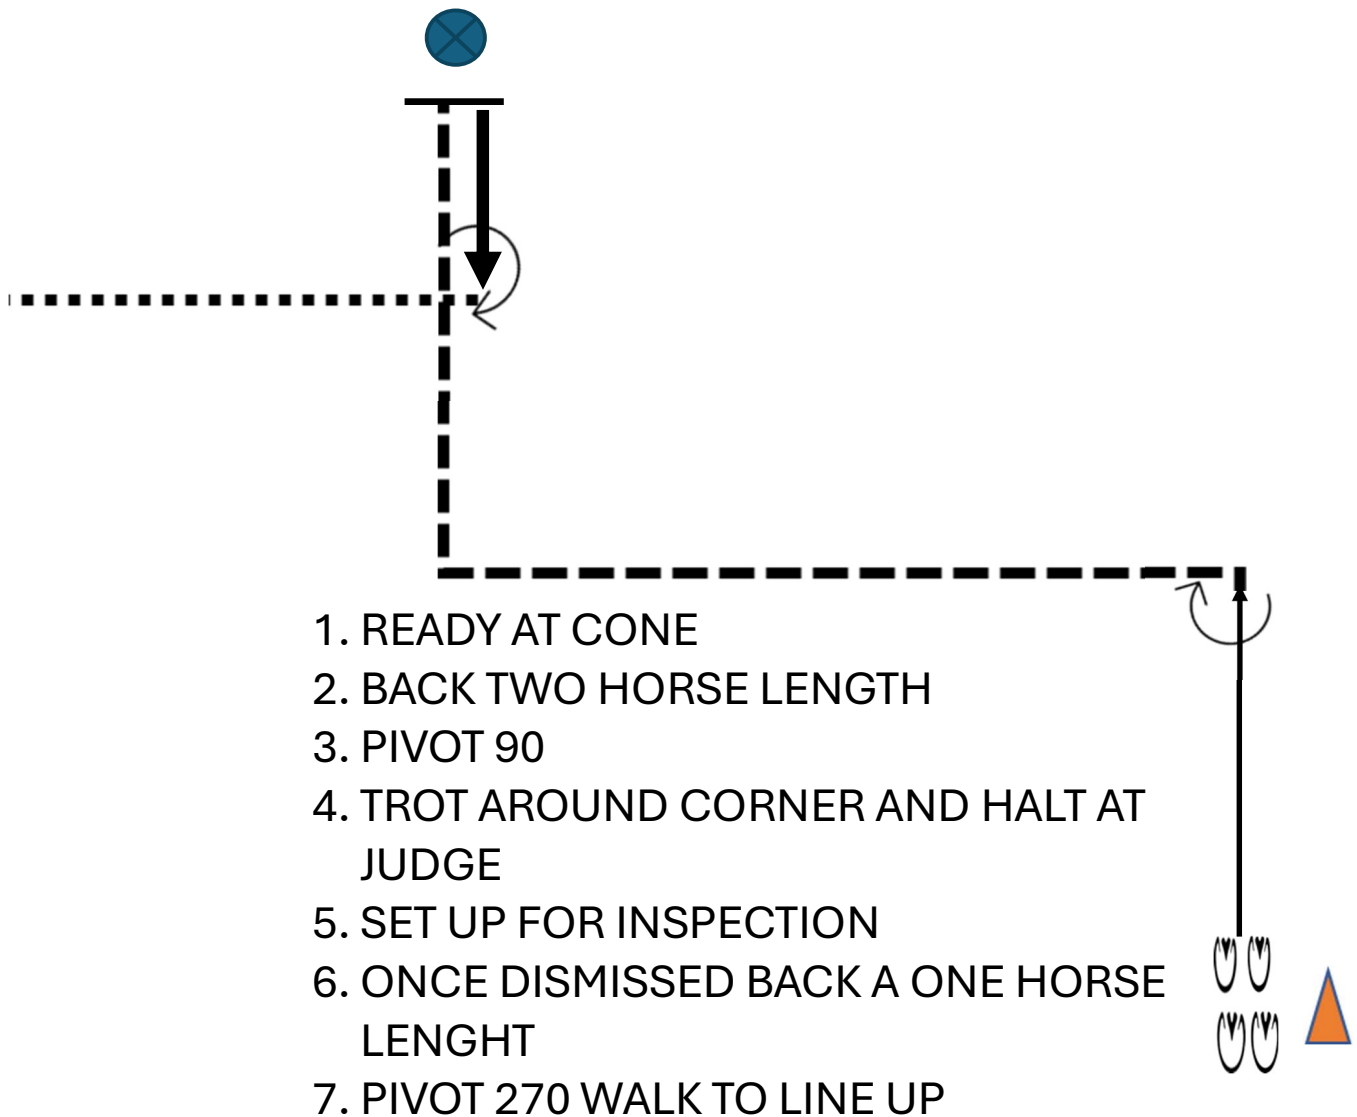 1. READY AT CONE
2. BACK TWO HORSE LENGTH
3. PIVOT 90
4. TROT AROUND CORNER AND HALT AT
JUDGE
5. SET UP FOR INSPECTION
6. ONCE DISMISSED BACK A ONE HORSE
LENGHT
7. PIVOT 270 WALK TO LINE UP